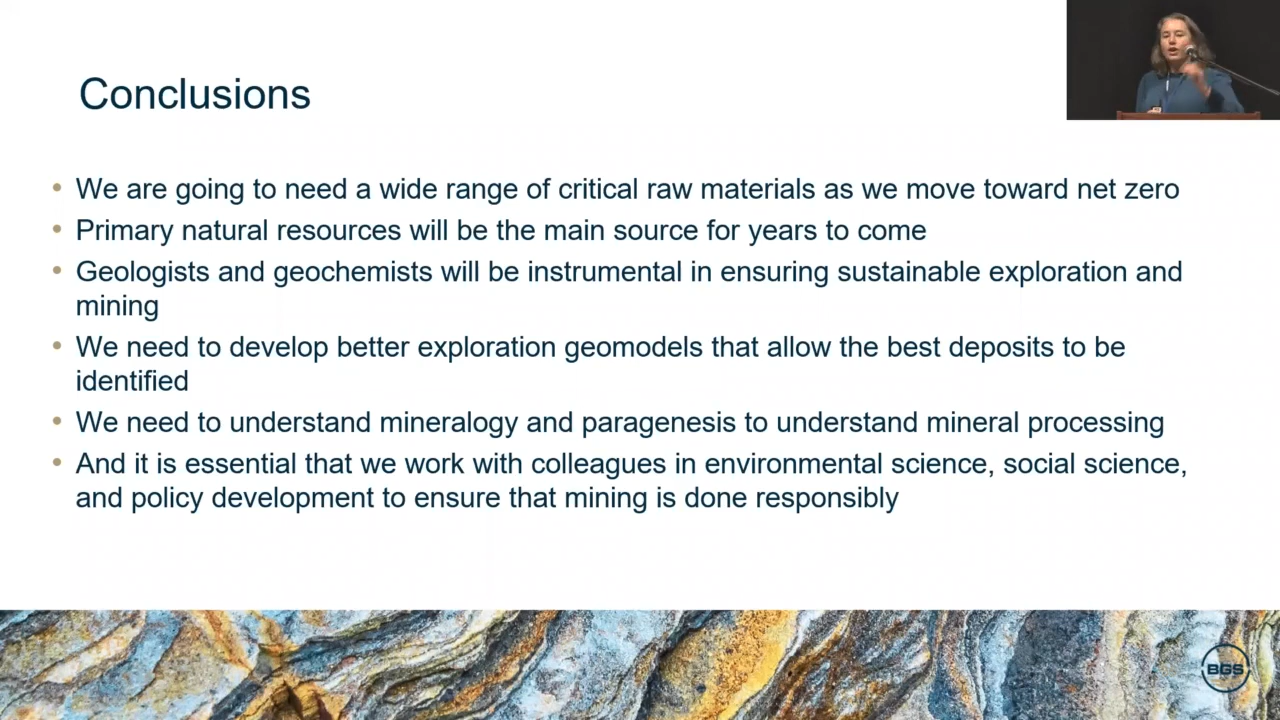 Conclusions
• We are going to need a wide range of critical raw materials as we move toward net zero
• Primary natural resources will be the main source for years to come
• Geologists and geochemists will be instrumental in ensuring sustainable exploration and
mining
• We need to develop better exploration geomodels that allow the best deposits to be
identified
• We need to understand mineralogy and paragenesis to understand mineral processing
• And it is essential that we work with colleagues in environmental science, social science,
and policy development to ensure that mining is done responsibly
BGS